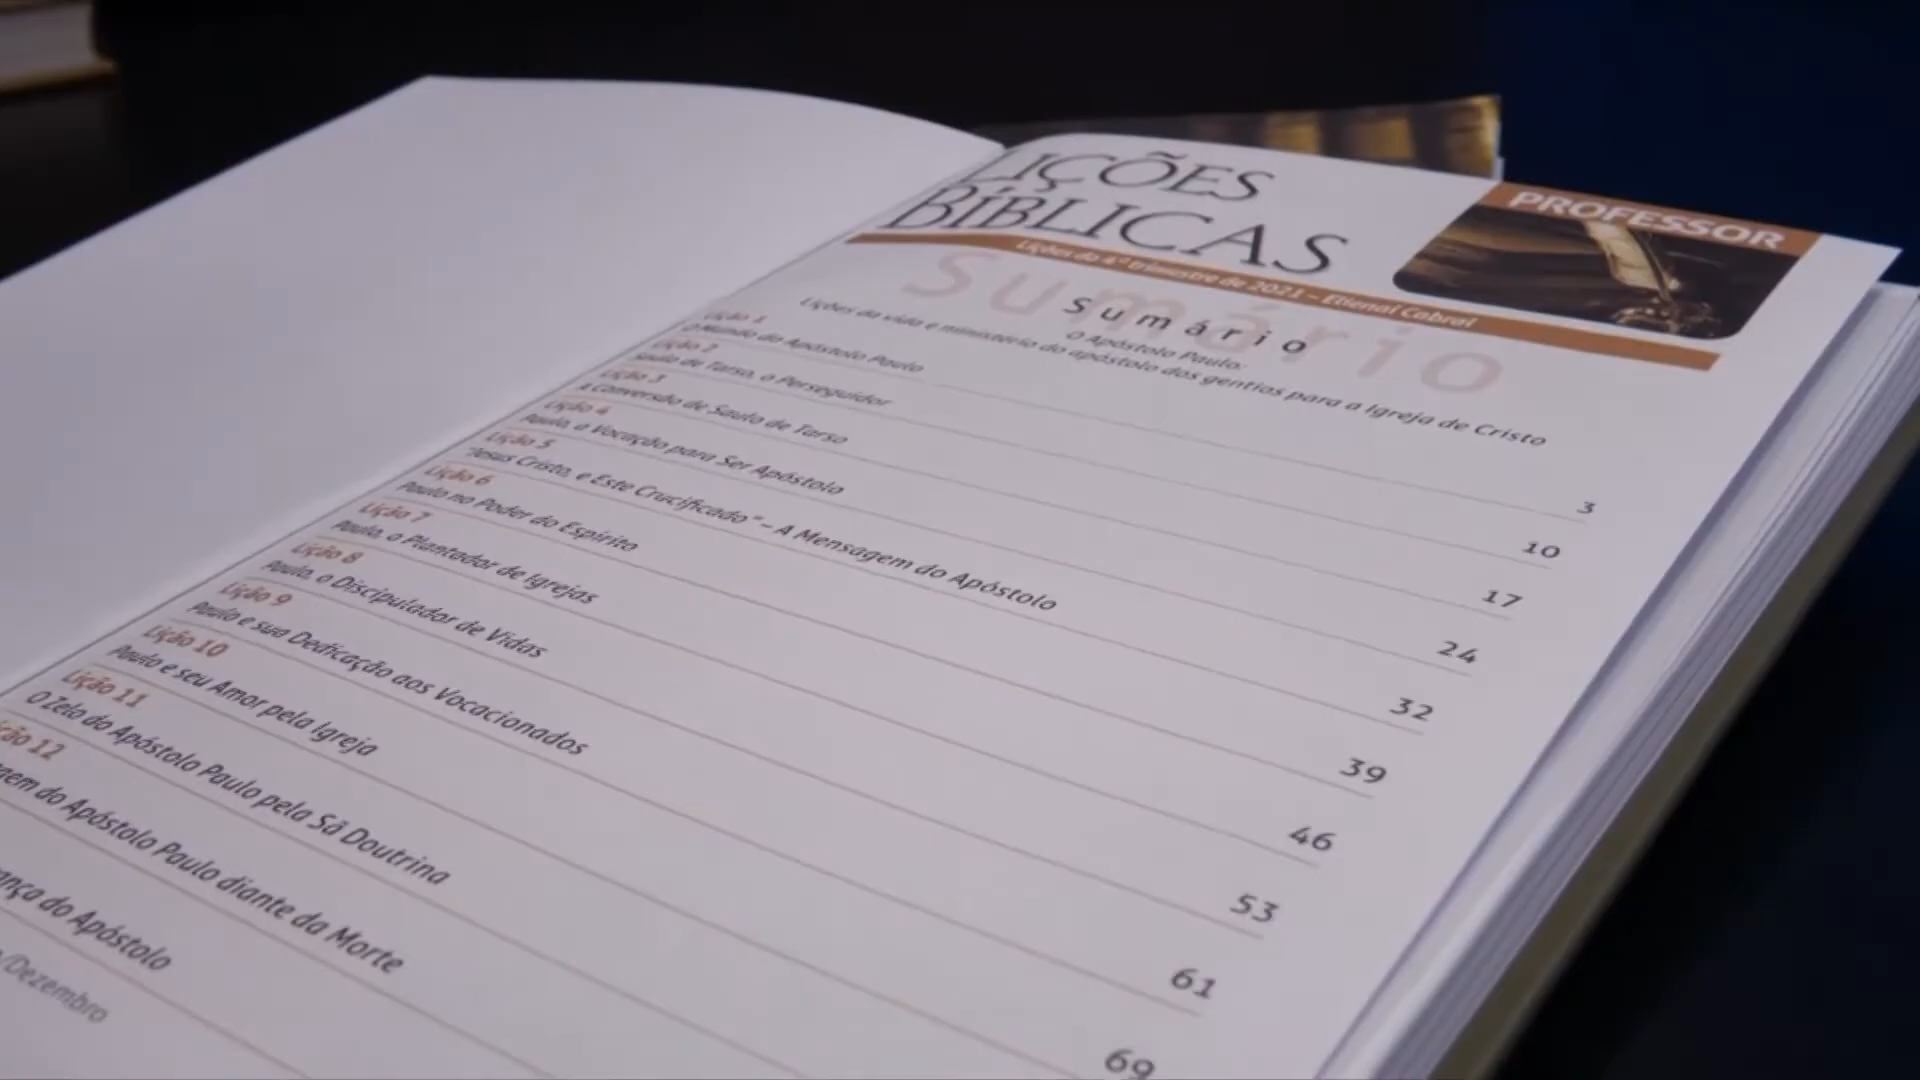 LIÇÕES
BÍBLICAS
PROFESSOR
Lições do 4º trimestre de 2021 – Elienai Cabral
Sumário
Sumário
O Apóstolo Paulo:
Lições da vida e ministério do apóstolo dos gentios para a Igreja de Cristo
Lição 1
O Mundo do Apóstolo Paulo 3
Lição 2
Saulo de Tarso, o Perseguidor 10
Lição 3
A Conversão de Saulo de Tarso 17
Lição 4
Paulo, a Vocação para Ser Apóstolo 24
Lição 5
"Jesus Cristo, e Este Crucificado" – A Mensagem do Apóstolo 32
Lição 6
Paulo no Poder do Espírito 39
Lição 7
Paulo, o Plantador de Igrejas 46
Lição 8
Paulo, o Discipulador de Vidas 53
Lição 9
Paulo e sua Dedicação aos Vocacionados 61
Lição 10
Paulo e seu Amor pela Igreja 69
Lição 11
O Zelo do Apóstolo Paulo pela Sã Doutrina
ição 12
gem do Apóstolo Paulo diante da Morte
ança do Apóstolo
/Dezembro